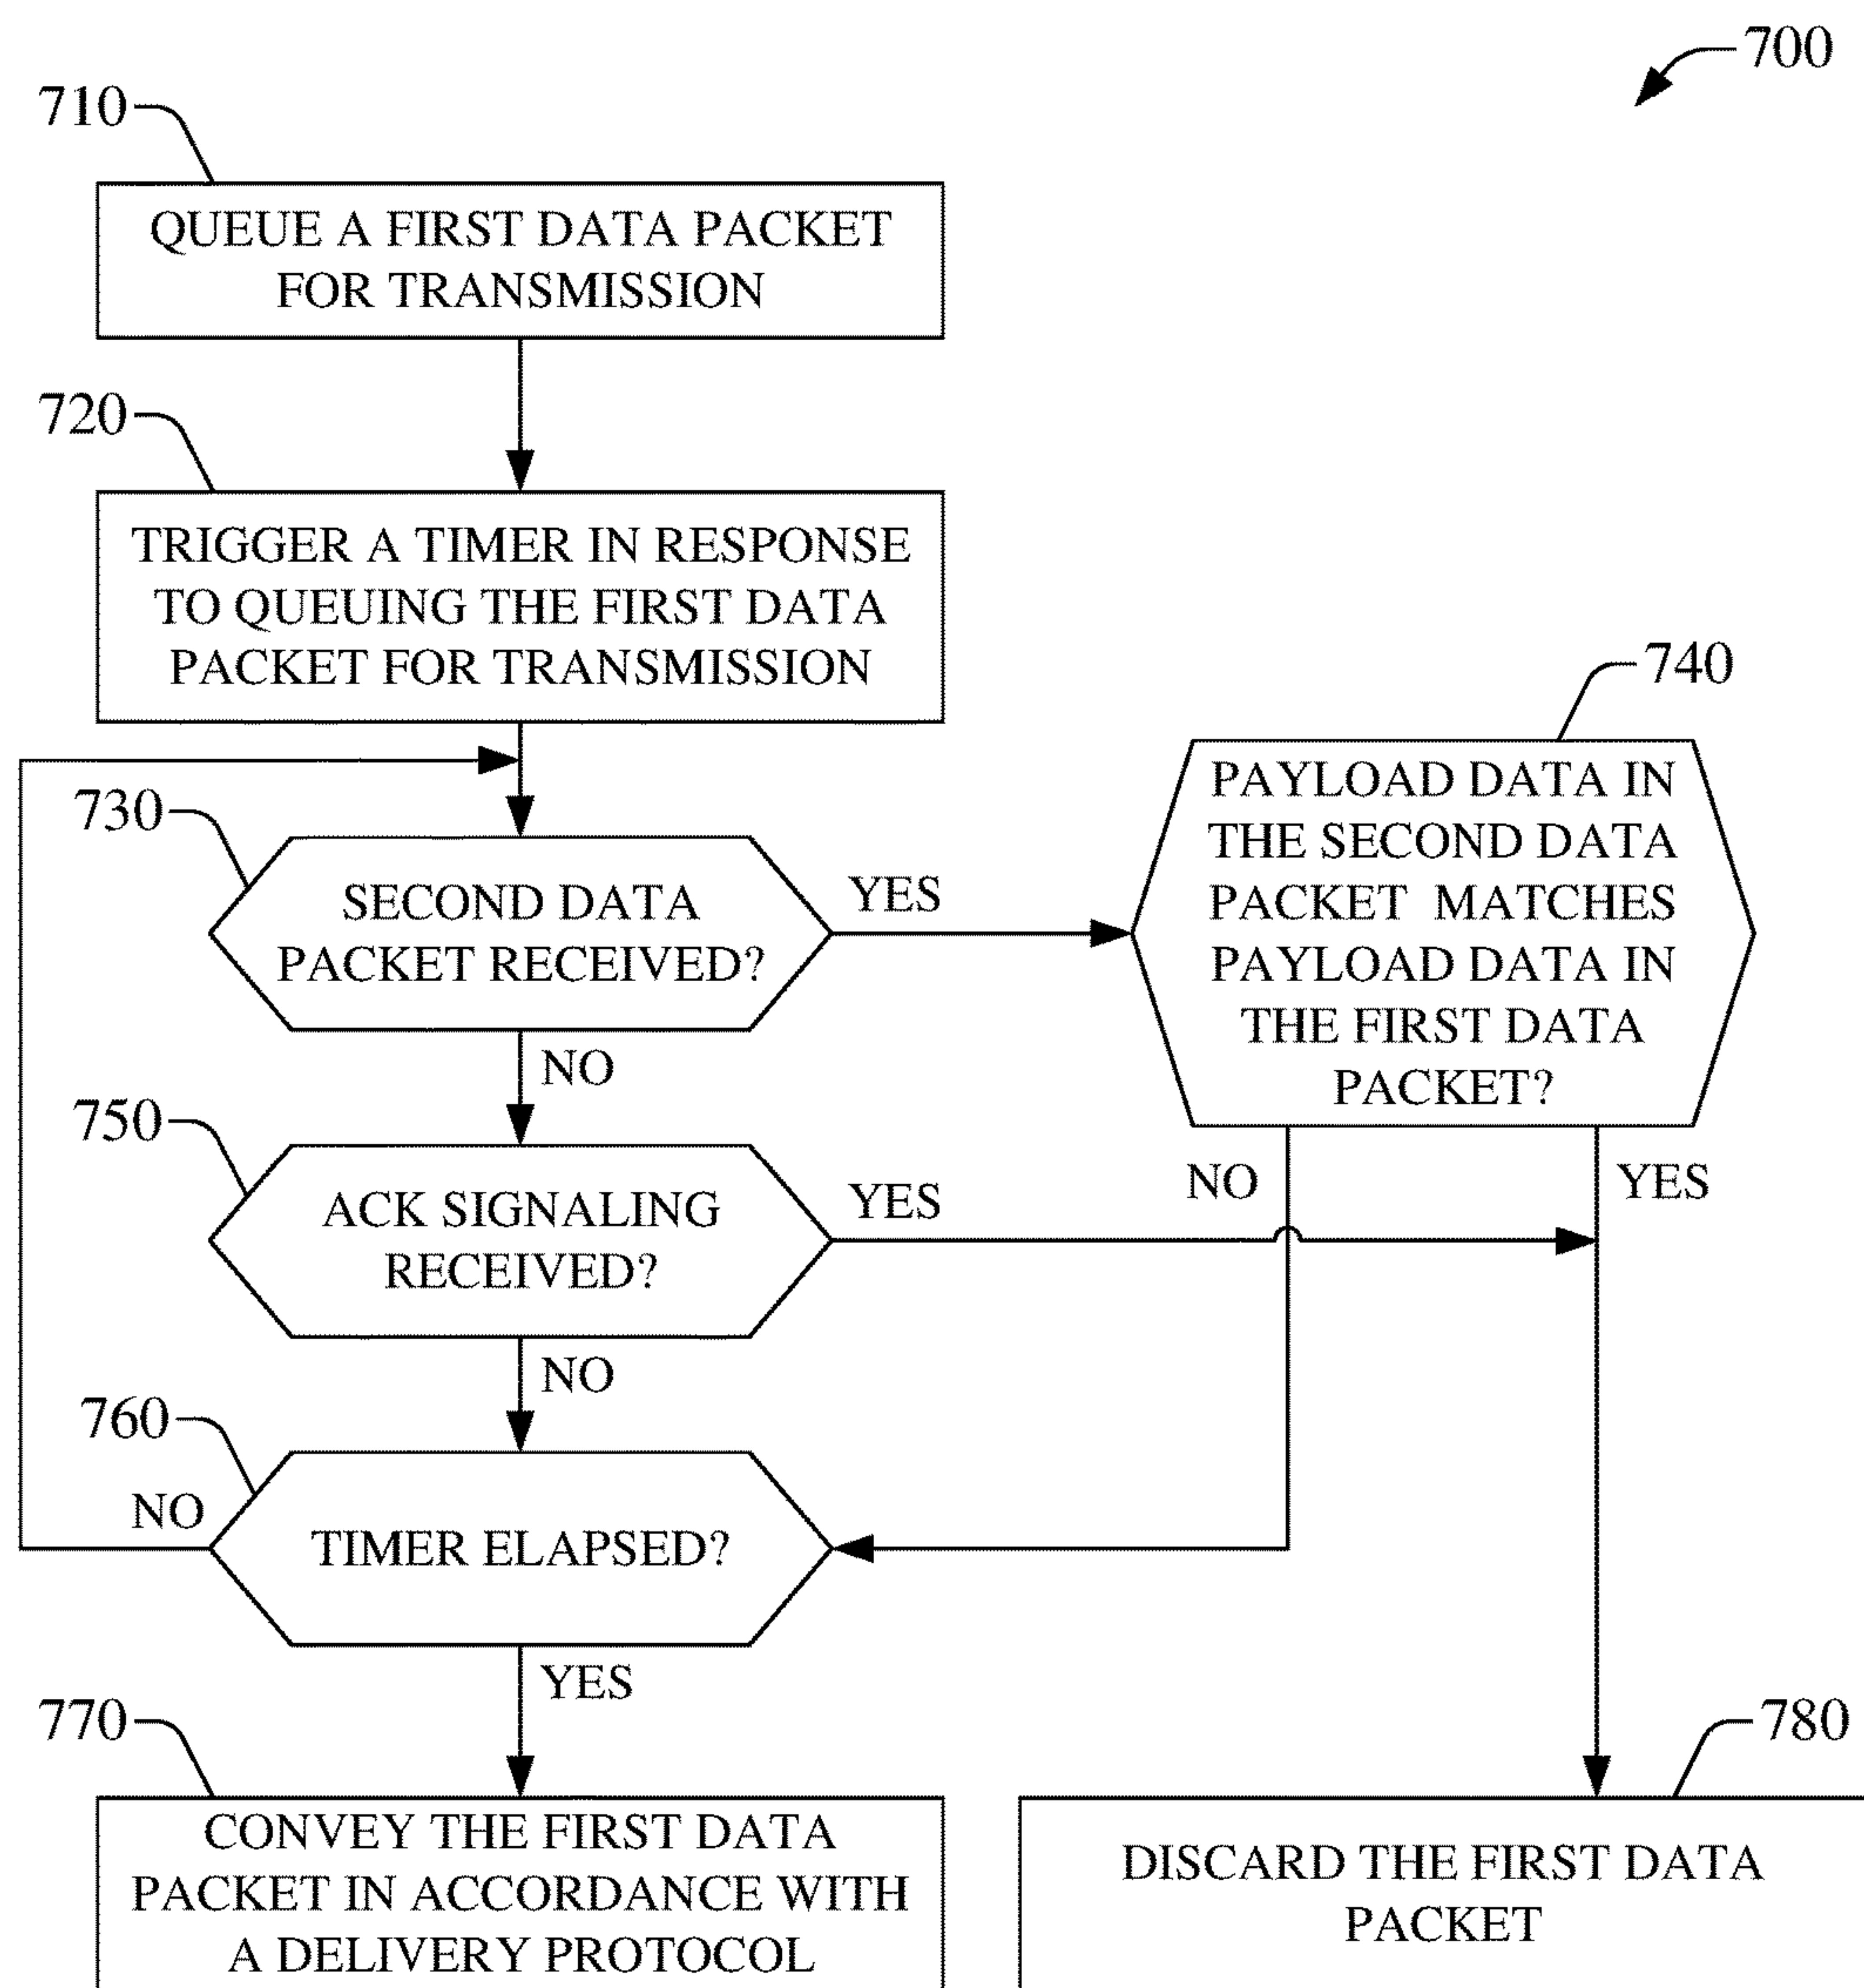 700
710
QUEUE A FIRST DATA PACKET
FOR TRANSMISSION
720
TRIGGER A TIMER IN RESPONSE
TO QUEUING THE FIRST DATA
PACKET FOR TRANSMISSION
730
SECOND DATA
PACKET RECEIVED?
YES
NO
740
PAYLOAD DATA IN
THE SECOND DATA
PACKET MATCHES
PAYLOAD DATA IN
THE FIRST DATA
PACKET?
NO
YES
750
ACK SIGNALING
RECEIVED?
YES
NO
760
NO
TIMER ELAPSED?
YES
770
CONVEY THE FIRST DATA
PACKET IN ACCORDANCE WITH
A DELIVERY PROTOCOL
780
DISCARD THE FIRST DATA
PACKET